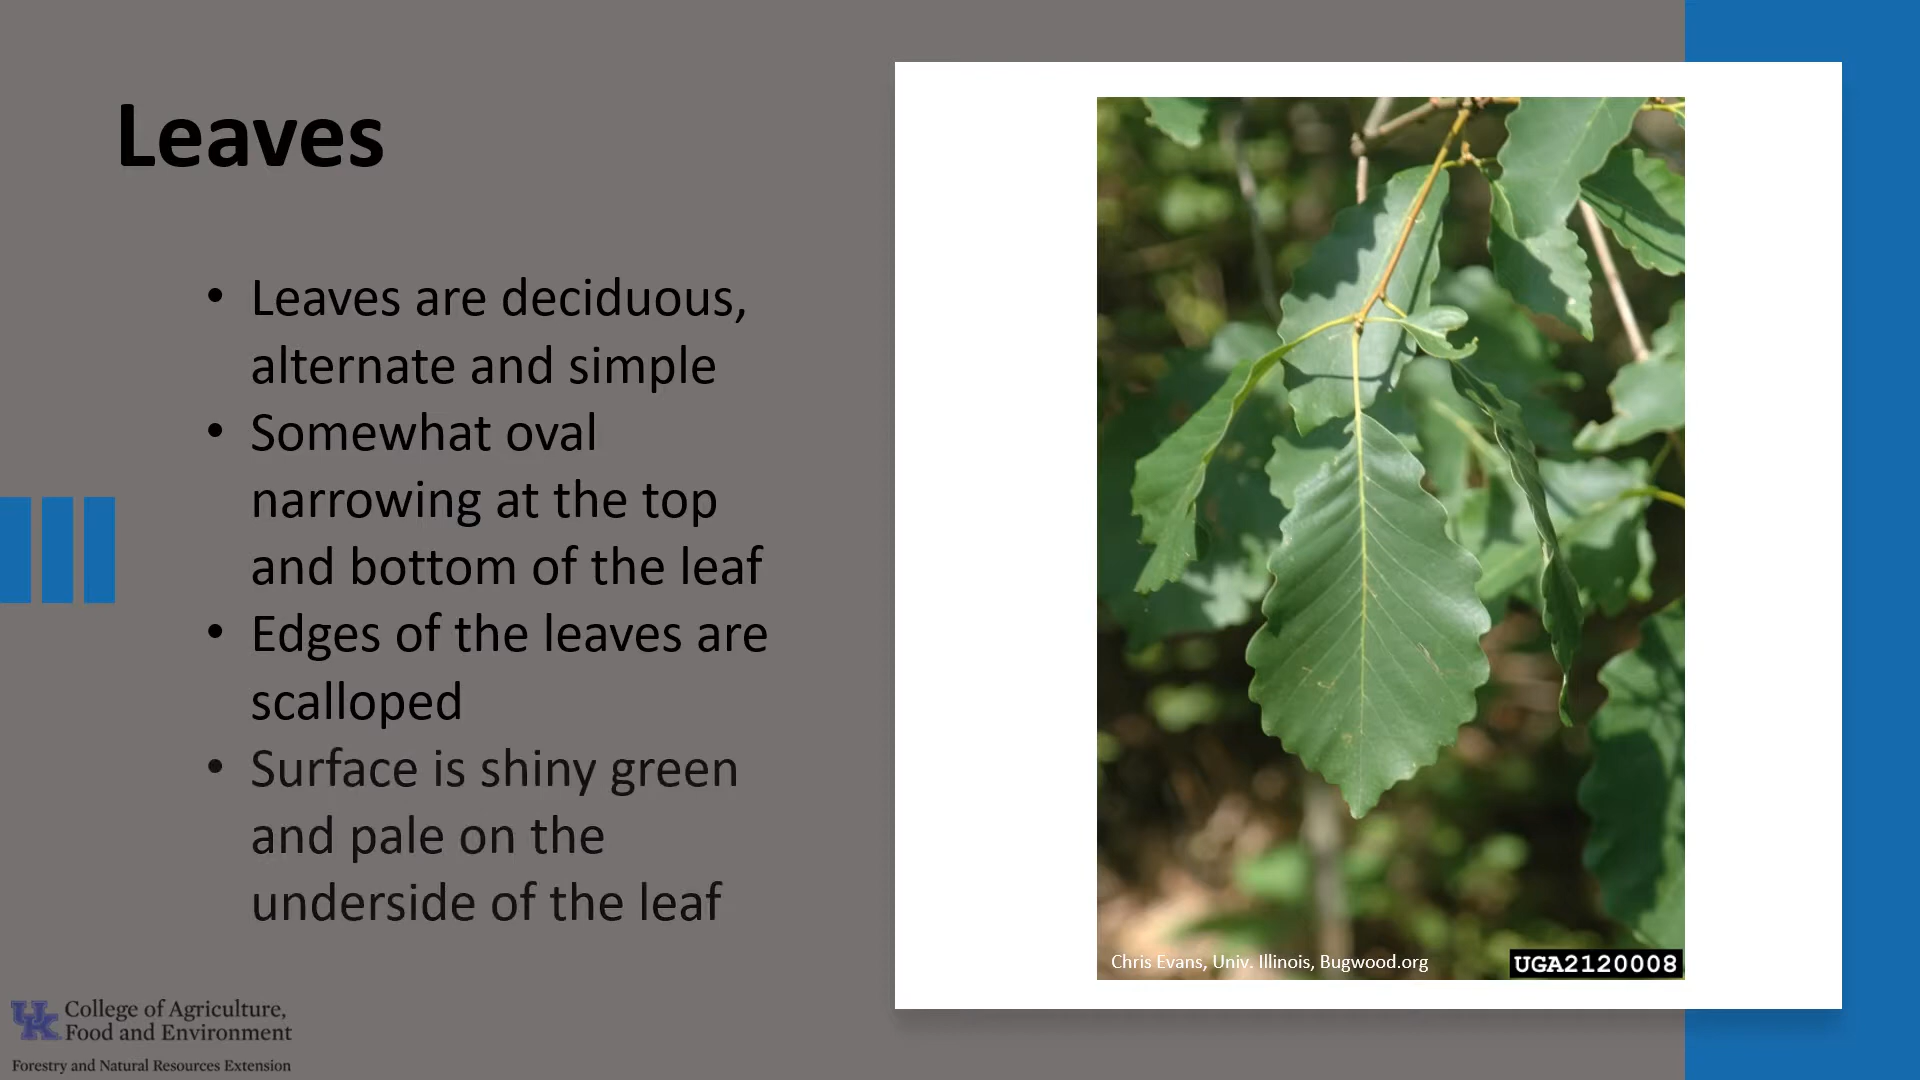 Leaves
• Leaves are deciduous,
alternate and simple
• Somewhat oval
narrowing at the top
and bottom of the leaf
• Edges of the leaves are
scalloped
• Surface is shiny green
and pale on the
underside of the leaf
Chris Evans, Univ. Illinois, Bugwood.org
UGA2120008
UK
College of Agriculture,
Food and Environment
Forestry and Natural Resources Extension